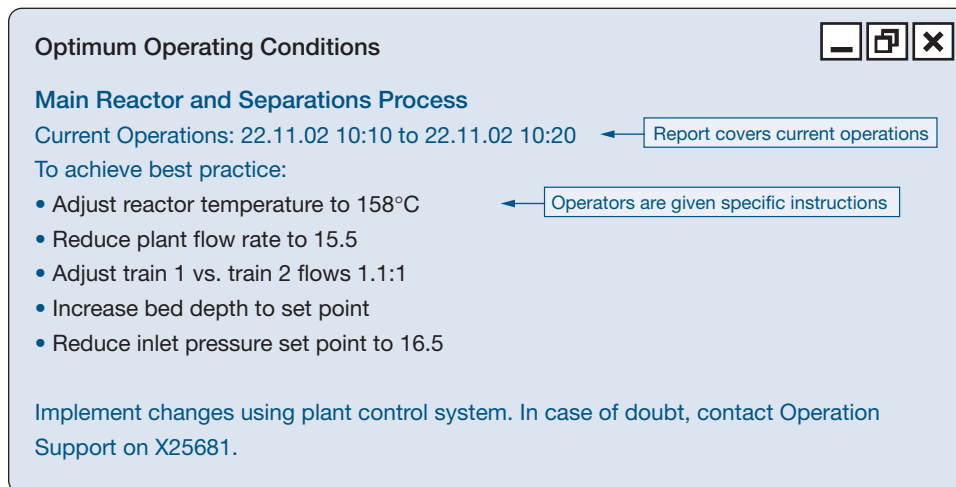 Optimum Operating Conditions
Main Reactor and Separations Process
Current Operations: 22.11.02 10:10 to 22.11.02 10:20
Report covers current operations
To achieve best practice:
• Adjust reactor temperature to 158°C
Operators are given specific instructions
• Reduce plant flow rate to 15.5
• Adjust train 1 vs. train 2 flows 1.1:1
• Increase bed depth to set point
• Reduce inlet pressure set point to 16.5
Implement changes using plant control system. In case of doubt, contact Operation
Support on X25681.